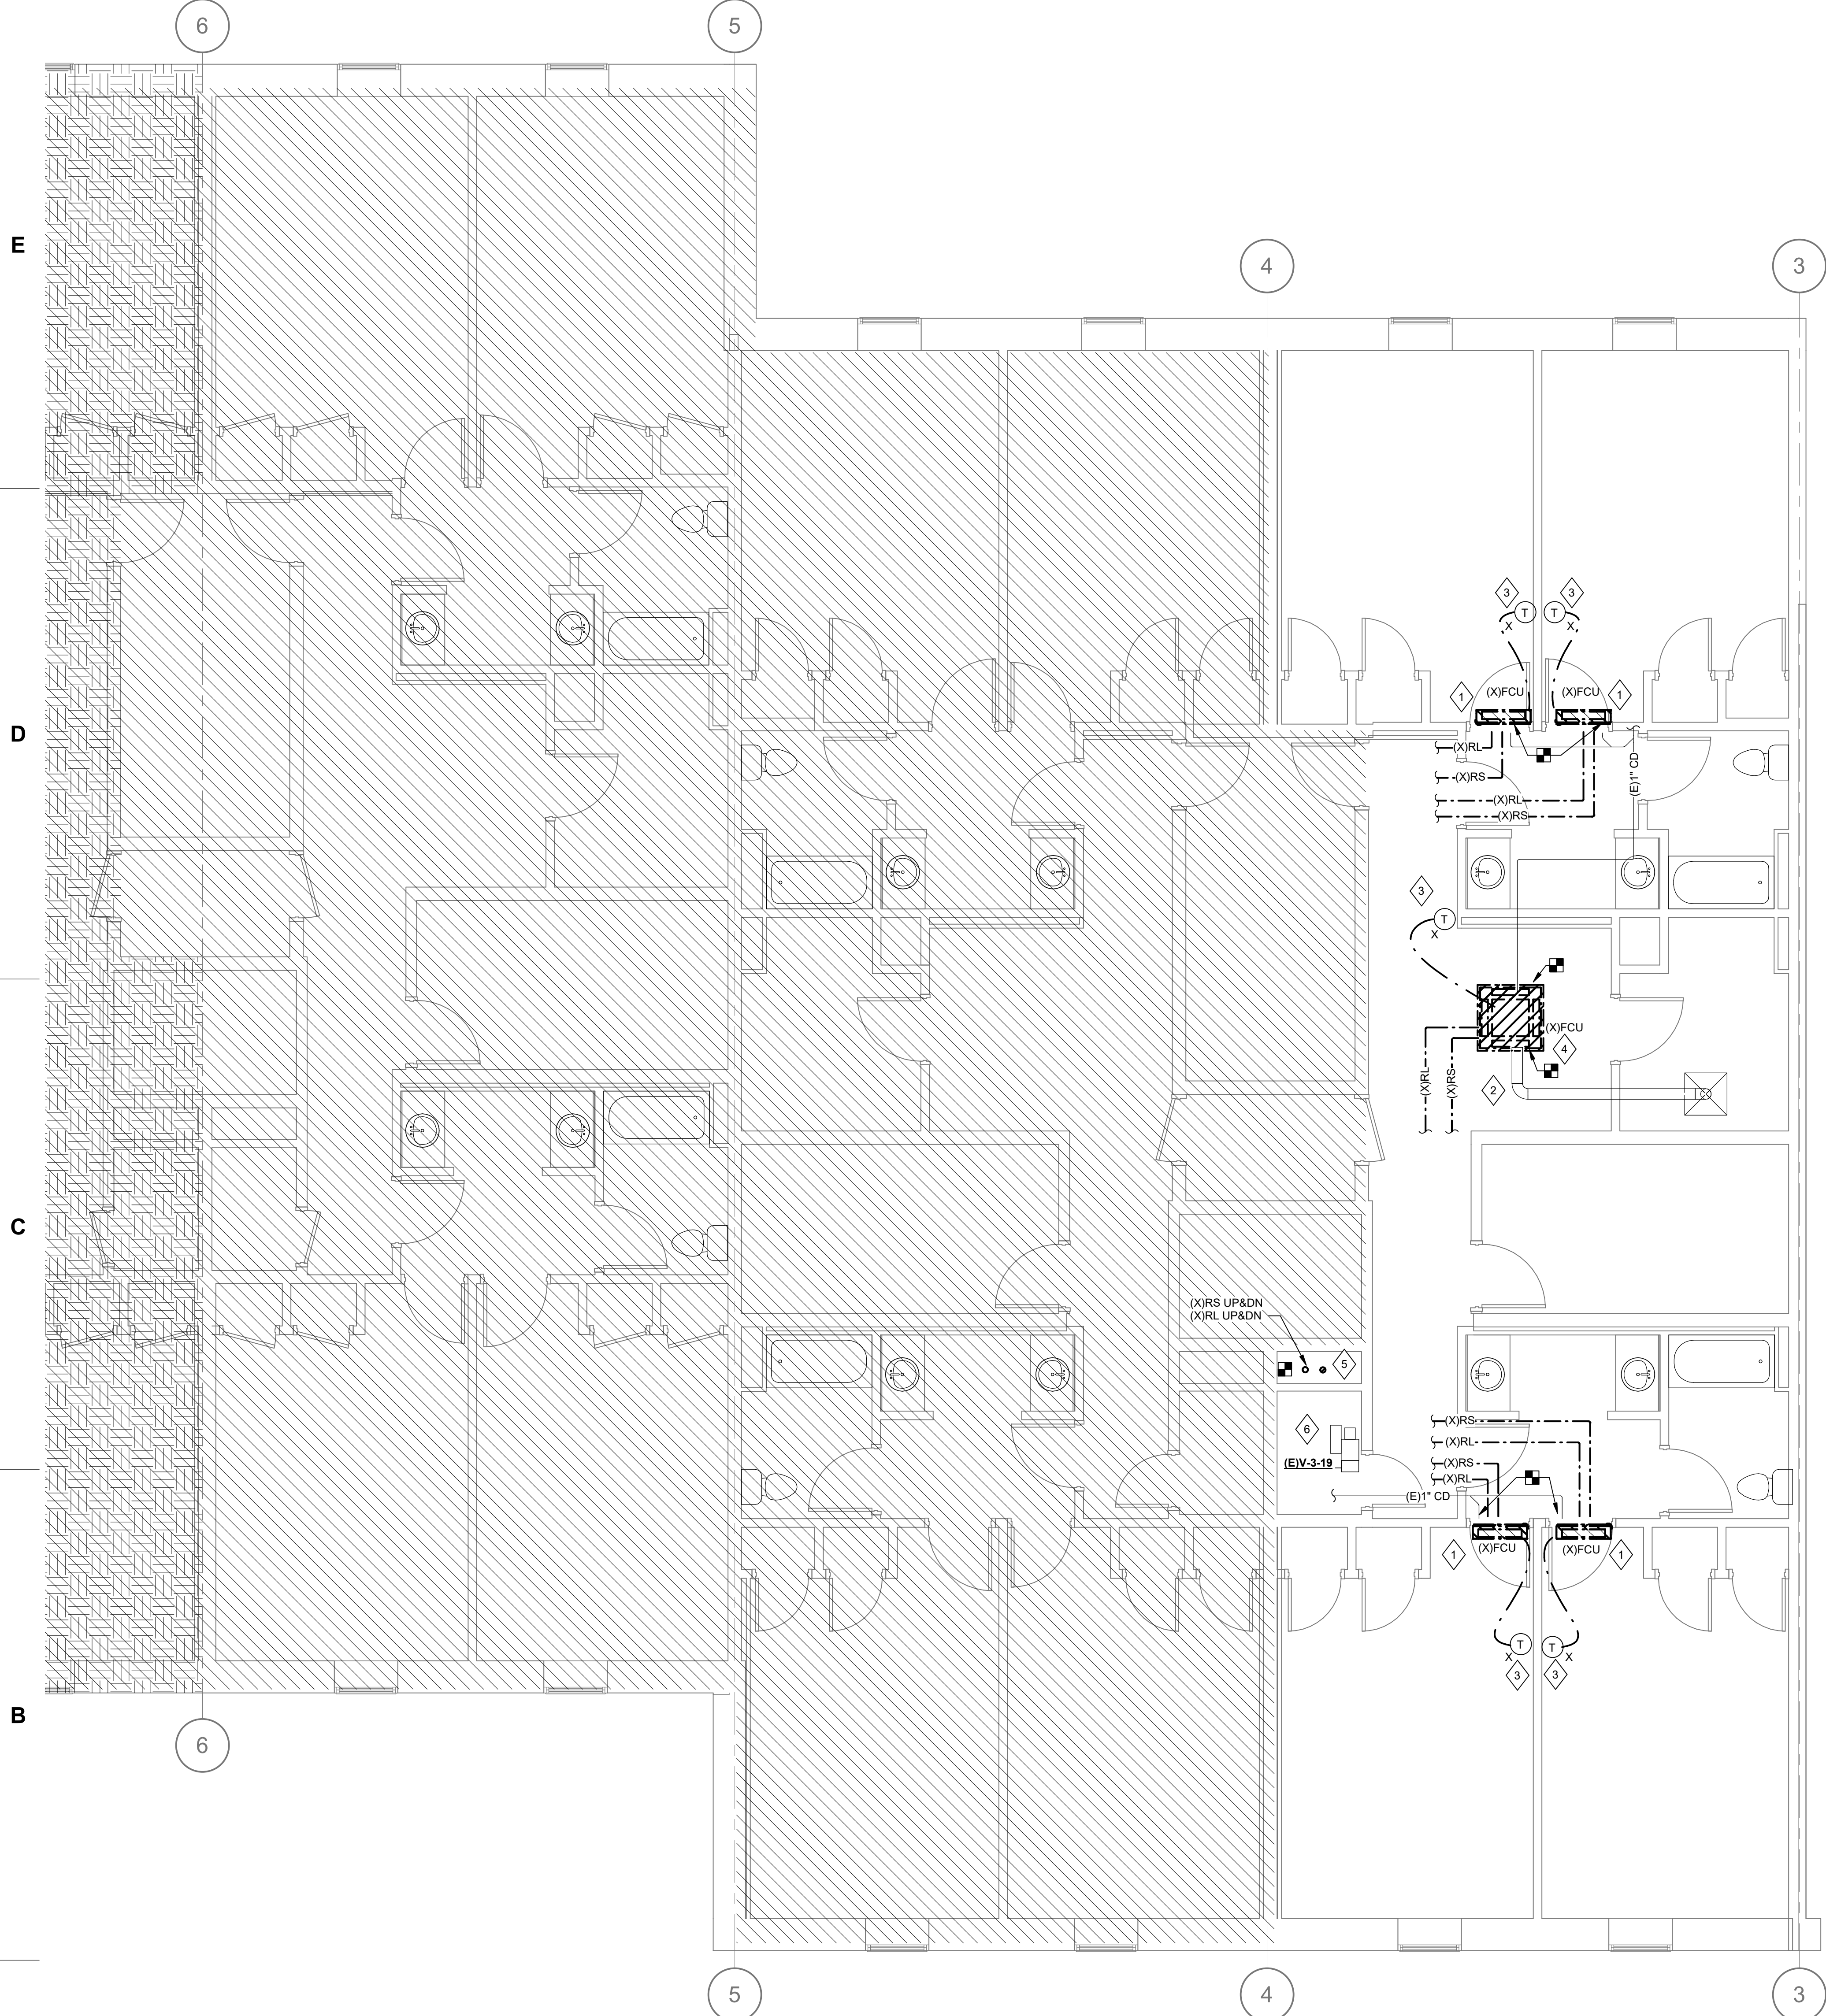 6
5
E
4
3
3
3
T
T
X
X
1
(X)FCU
(X)FCU
1
D
(X)RL
(X)RS
(E)1" CD
(X)RL
(X)RS
3
T
X
(X)FCU
4
(X)RL
(X)RS
2
C
(X)RS UP&DN
(X)RL UP&DN
5
6
(E)V-3-19
(X)RS
(X)RL
(X)RS
(X)RL
(E)1" CD
1
(X)FCU
(X)FCU
1
T
T
X
X
3
3
B
6
5
4
3